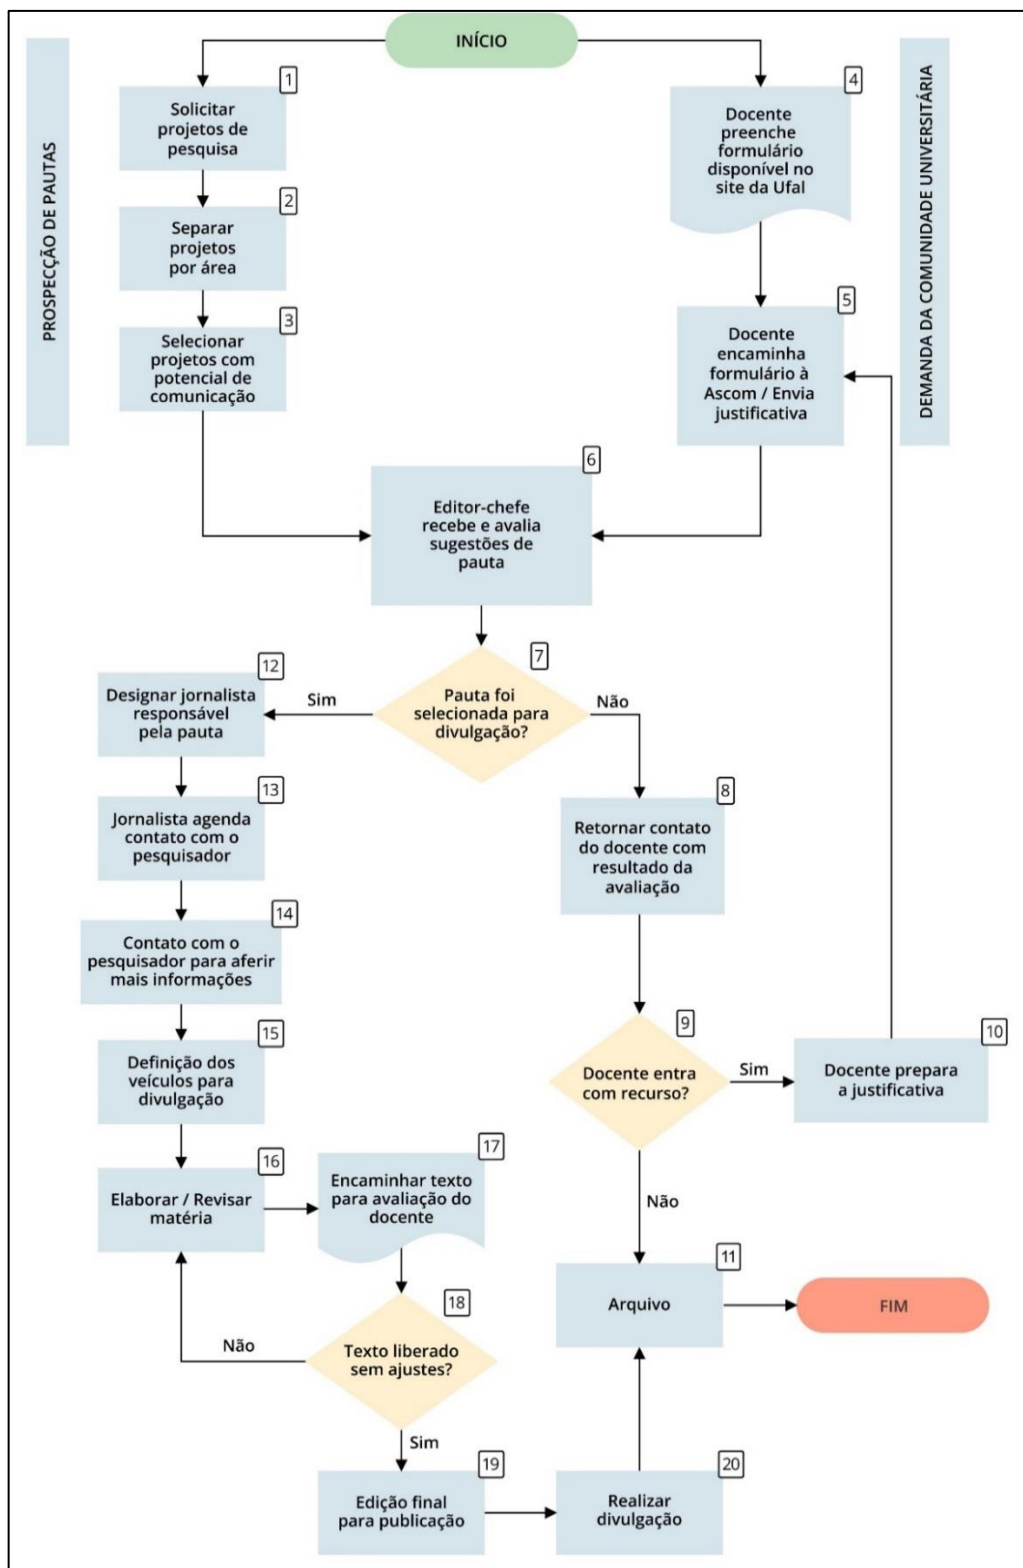 INÍCIO
PROSPECÇÃO DE PAUTAS
DEMANDA DA COMUNIDADE UNIVERSITÁRIA
1
Solicitar
projetos de
pesquisa
2
Separar
projetos
por área
3
Selecionar
projetos com
potencial de
comunicação
4
Docente
preenche
formulário
disponível no
site da Ufal
5
Docente
encaminha
formulário à
Ascom / Envia
justificativa
6
Editor-chefe
recebe e avalia
sugestões de
pauta
7
Pauta foi
selecionada para
divulgação?
Sim
Não
12
Designar jornalista
responsável
pela pauta
13
Jornalista agenda
contato com o
pesquisador
14
Contato com o
pesquisador para aferir
mais informações
15
Definição dos
veículos para
divulgação
16
Elaborar / Revisar
matéria
17
Encaminhar texto
para avaliação do
docente
18
Texto liberado
sem ajustes?
Não
Sim
19
Edição final
para publicação
20
Realizar
divulgação
8
Retornar contato
do docente com
resultado da
avaliação
9
Docente entra
com recurso?
Sim
Não
10
Docente prepara
a justificativa
11
Arquivo
FIM